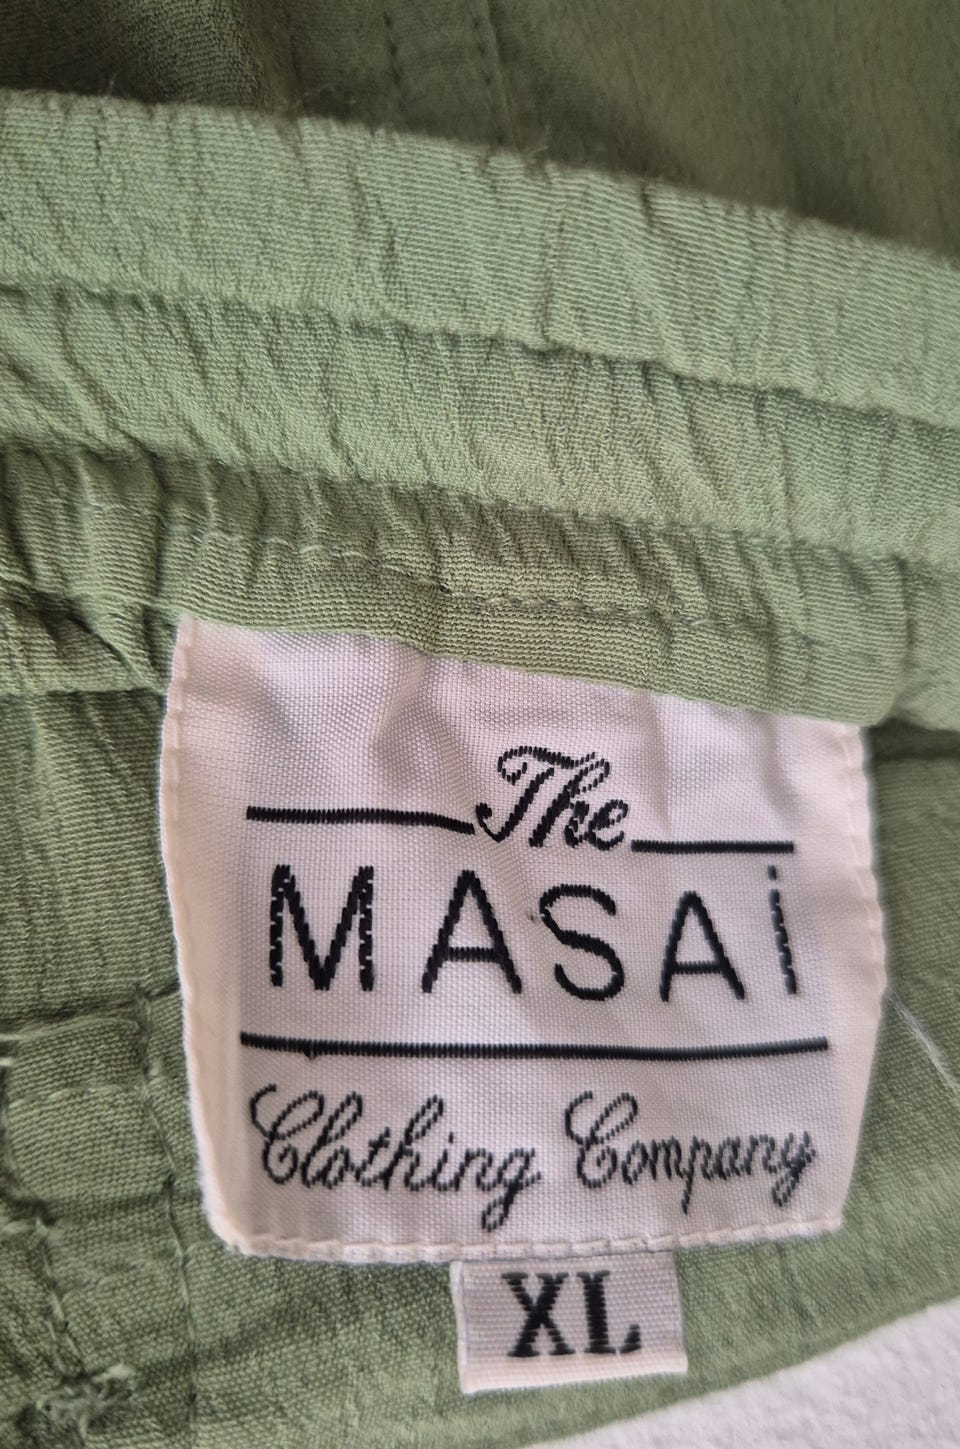 The
MASAi
Clothing Company
XL